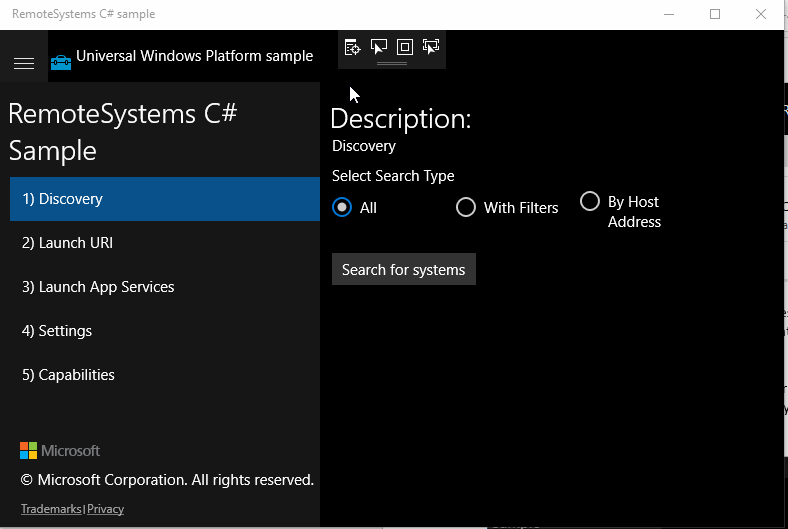 RemoteSystems C# sample
Universal Windows Platform sample
RemoteSystems C#
Sample
1) Discovery
2) Launch URI
3) Launch App Services
4) Settings
5) Capabilities
Microsoft
© Microsoft Corporation. All rights reserved.
Trademarks|Privacy
Description:
Discovery
Select Search Type
All
With Filters
By Host
Address
Search for systems